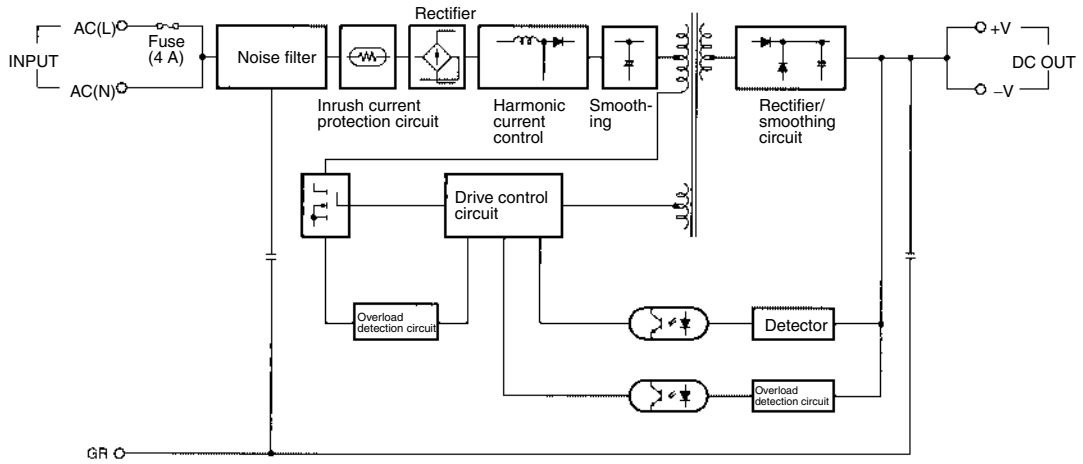 Rectifier
AC(L)
Fuse
(4 A)
INPUT
AC(N)
Noise filter
Inrush current
protection circuit
Harmonic
current
control
Smooth-
ing
Rectifier/
smoothing
circuit
+V
DC OUT
−V
Drive control
circuit
Overload
detection circuit
Detector
Overload
detection circuit
GR